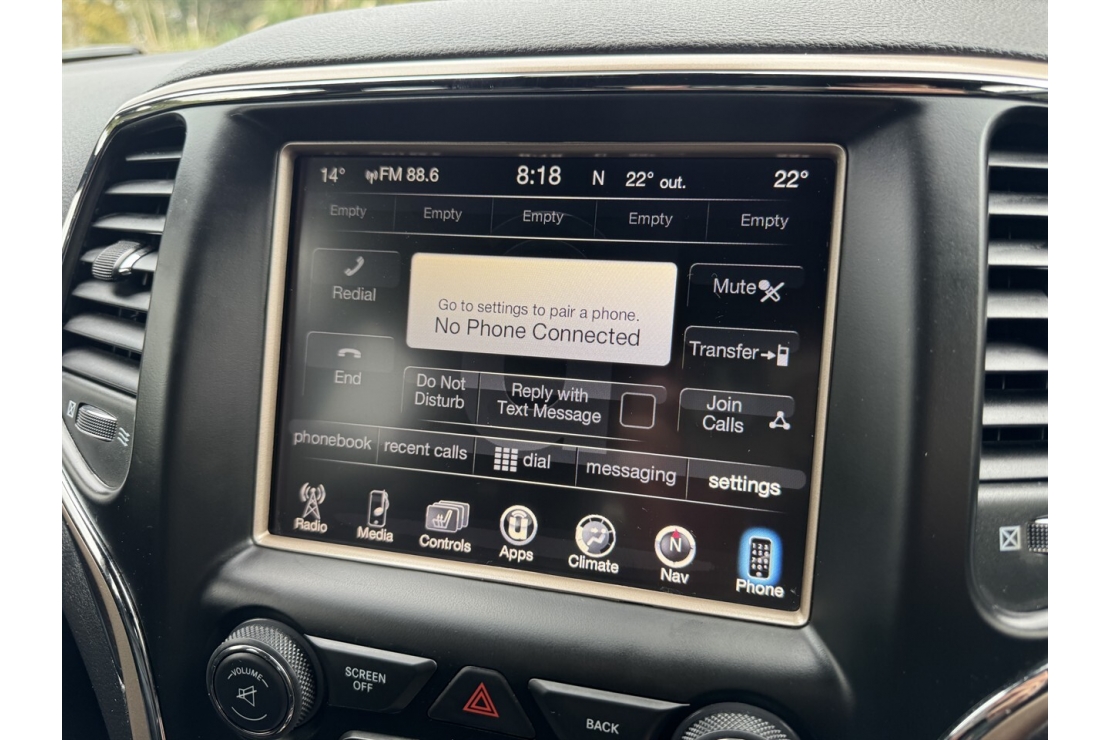 14° FM 88.6 8:18 N 22° out. 22°
Empty Empty Empty Empty Empty
Redial
Go to settings to pair a phone.
No Phone Connected
Mute
Transfer
End
Do Not
Disturb
Reply with
Text Message
Join
Calls
phonebook recent calls dial messaging settings
Radio Media Controls Apps Climate Nav Phone
N
VOLUME
SCREEN
OFF
BACK